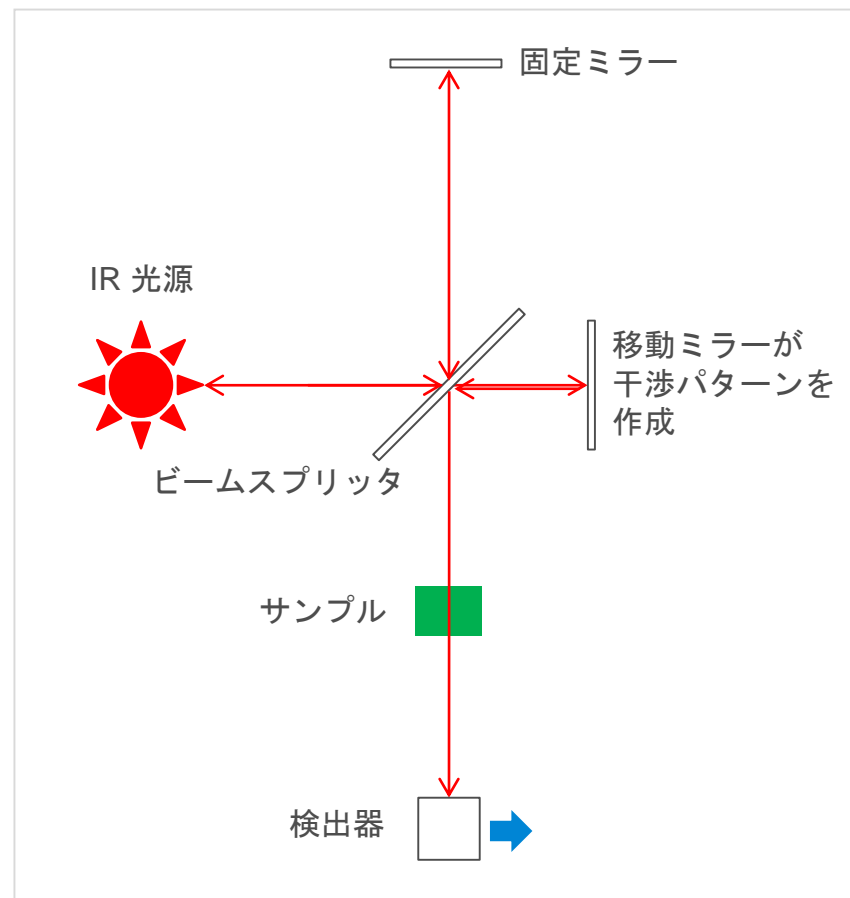 固定ミラー
IR 光源
移動ミラーが
干渉パターンを
作成
ビームスプリッタ
サンプル
検出器